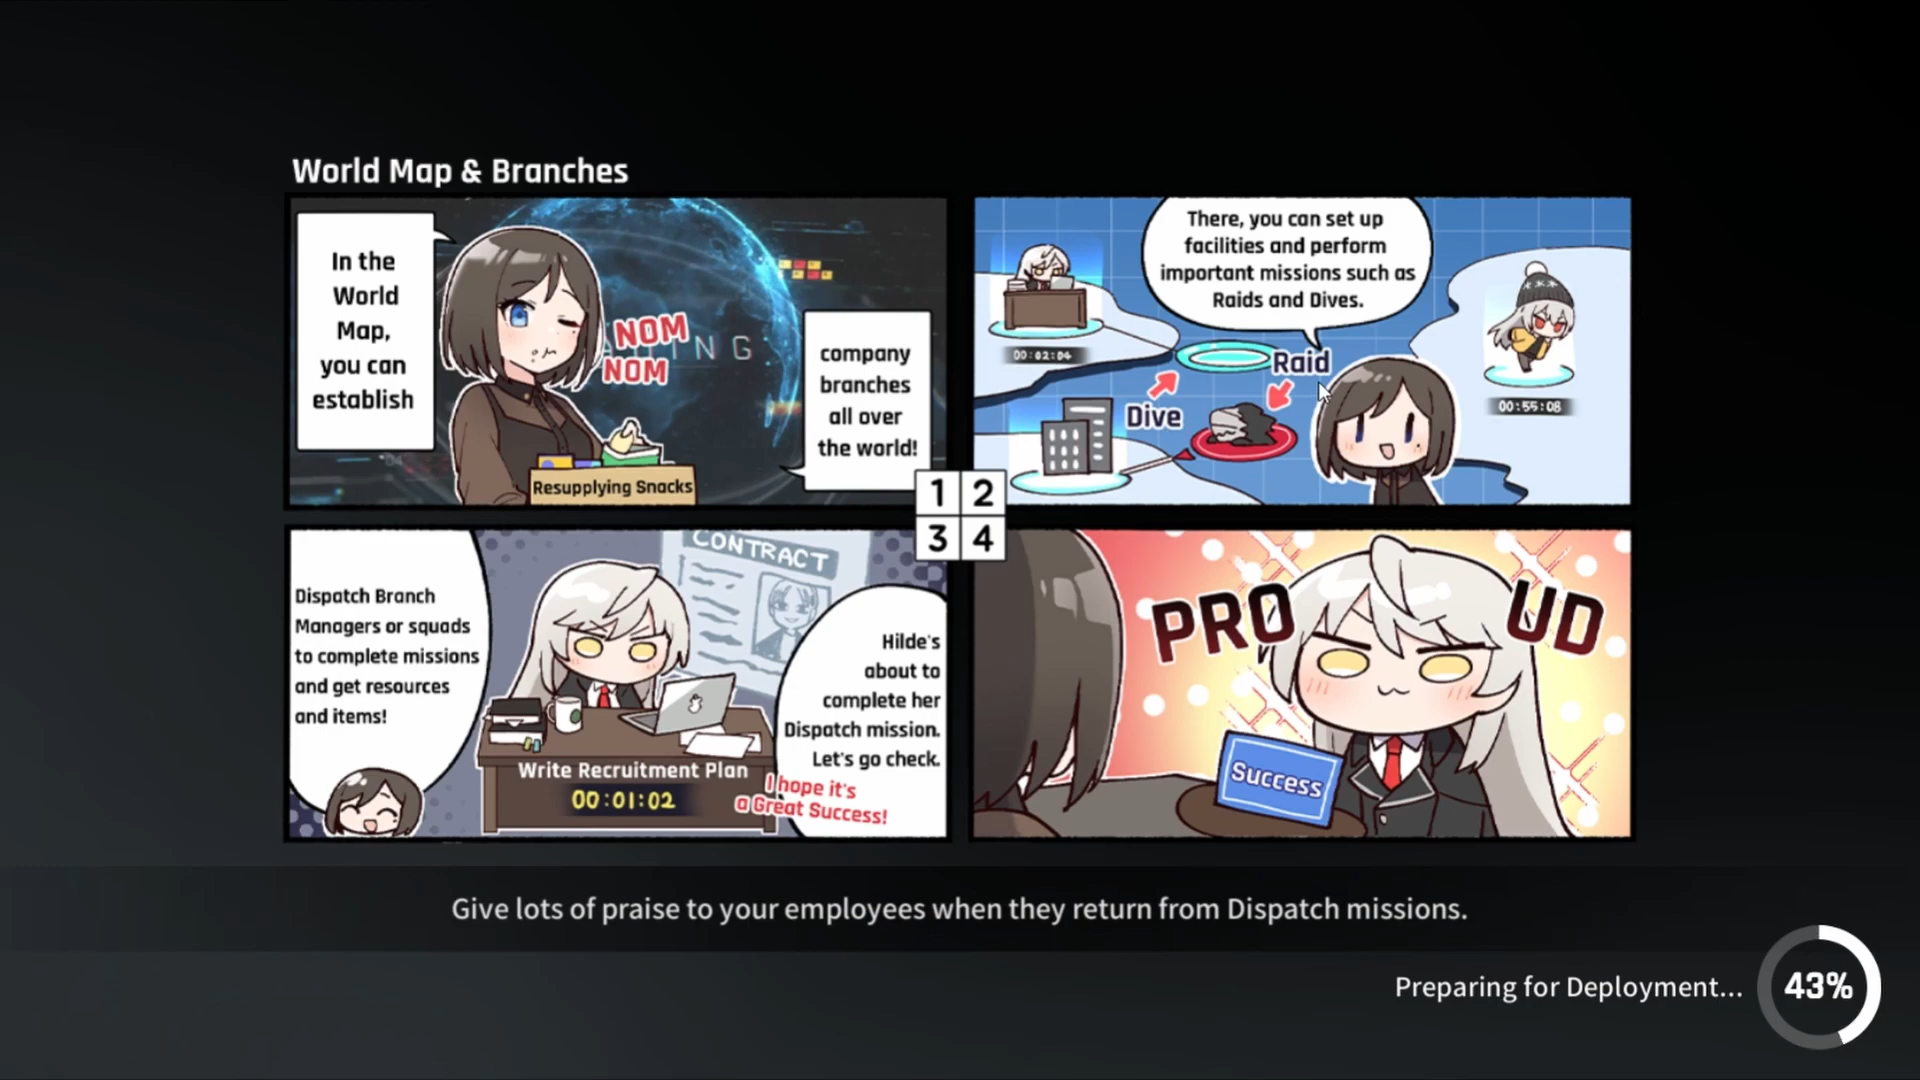 World Map & Branches
In the
World
Map,
you can
establish
NOM
NOM
company
branches
all over
the world!
Resupplying Snacks
There, you can set up
facilities and perform
important missions such as
Raids and Dives.
00:02:04
Raid
Dive
00:55:08
1 2
3 4
Dispatch Branch
Managers or squads
to complete missions
and get resources
and items!
CONTRACT
Hilde's
about to
complete her
Dispatch mission.
Let's go check.
Write Recruitment Plan
00:01:02
I hope it's
a Great Success!
PROUD
Success
Give lots of praise to your employees when they return from Dispatch missions.
Preparing for Deployment...
43%